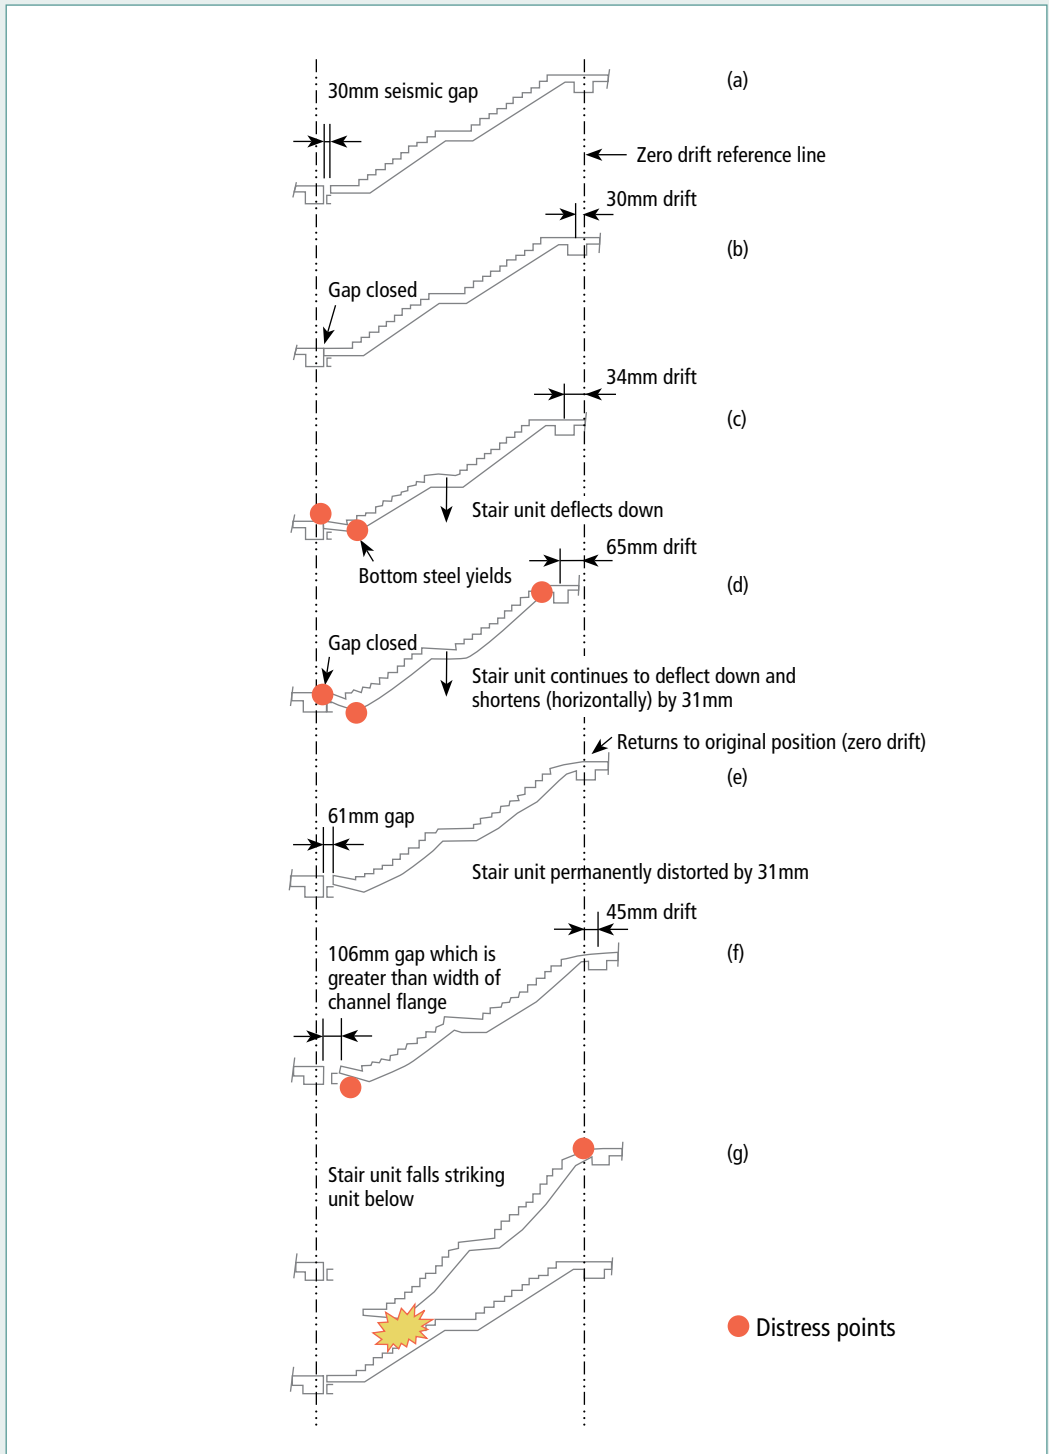 (a)
30mm seismic gap
Zero drift reference line
30mm drift
(b)
Gap closed
34mm drift
(c)
Stair unit deflects down
65mm drift
Bottom steel yields
(d)
Gap closed
Stair unit continues to deflect down and
shortens (horizontally) by 31mm
Returns to original position (zero drift)
(e)
61mm gap
Stair unit permanently distorted by 31mm
45mm drift
(f)
106mm gap which is
greater than width of
channel flange
(g)
Stair unit falls striking
unit below
Distress points